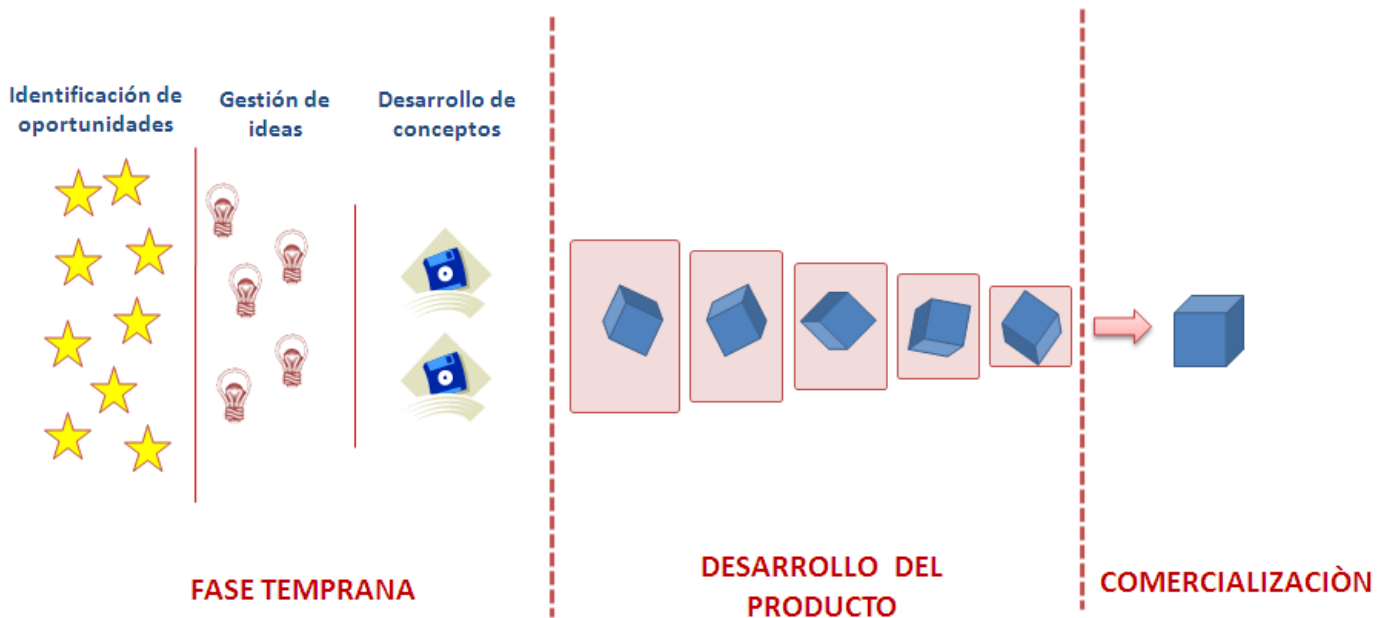 Identificación de
oportunidades
Gestión de
ideas
Desarrollo de
conceptos
FASE TEMPRANA
DESARROLLO DEL
PRODUCTO
COMERCIALIZACIÒN